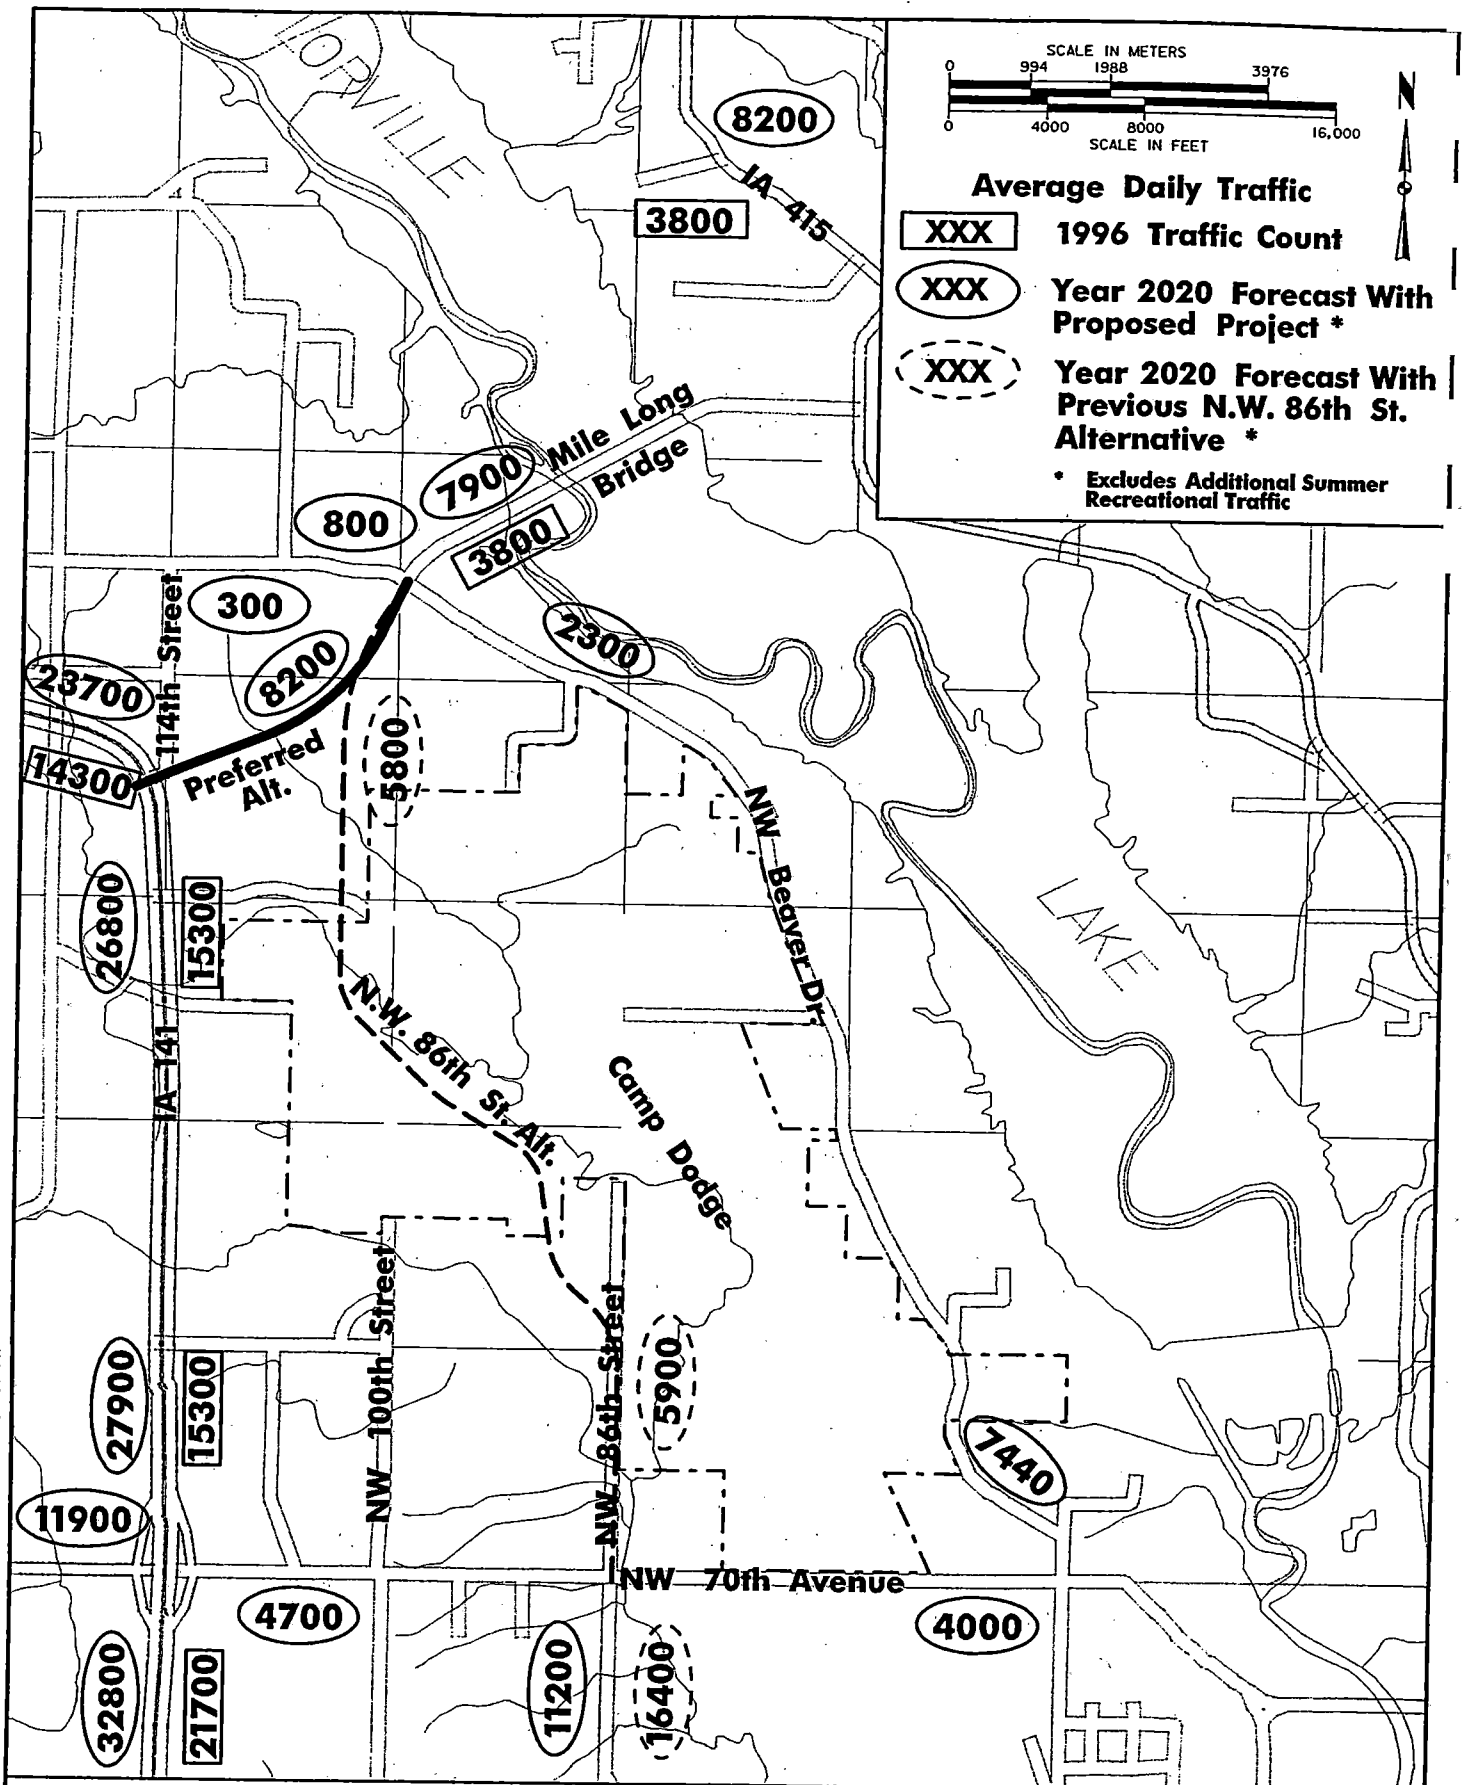 SCALE IN METERS
0 994 1988 3976
0 4000 8000 16,000
SCALE IN FEET
N
Average Daily Traffic
XXX 1996 Traffic Count
XXX Year 2020 Forecast With
Proposed Project *
XXX Year 2020 Forecast With
Previous N.W. 86th St.
Alternative *
* Excludes Additional Summer
Recreational Traffic
ORVILLE
8200
IA 415
3800
Mile Long
Bridge
7900
800
3800
300
114th Street
2300
8200
23700
14300
Preferred
Alt.
5800
NW Beaver Dr.
LAKE
26800
15300
N.W. 86th St. Alt.
IA 141
Camp Dodge
NW 100th Street
NW 86th Street
27900
15300
5900
7440
11900
NW 70th Avenue
4700
4000
32800
21700
11200
16400